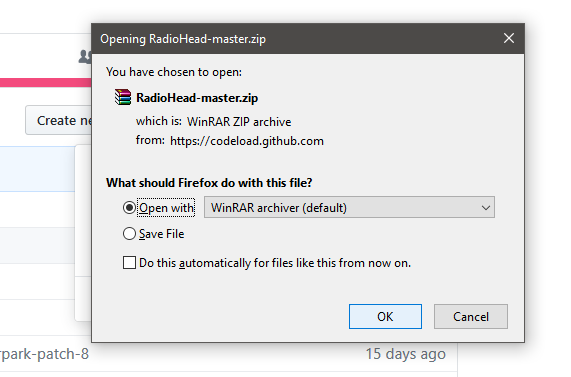 Opening RadioHead-master.zip
You have chosen to open:
RadioHead-master.zip
which is: WinRAR ZIP archive
from: https://codeload.github.com
Create ne
What should Firefox do with this file?
Open with WinRAR archiver (default)
Save File
Do this automatically for files like this from now on.
OK Cancel
rpark-patch-8 15 days ago